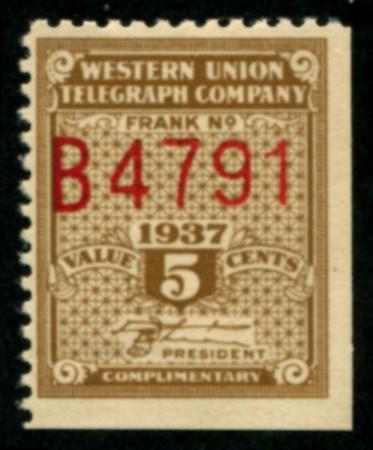 WESTERN UNION
TELEGRAPH COMPANY
FRANK Nº
B4791
1937
VALUE 5 CENTS
PRESIDENT
COMPLIMENTARY